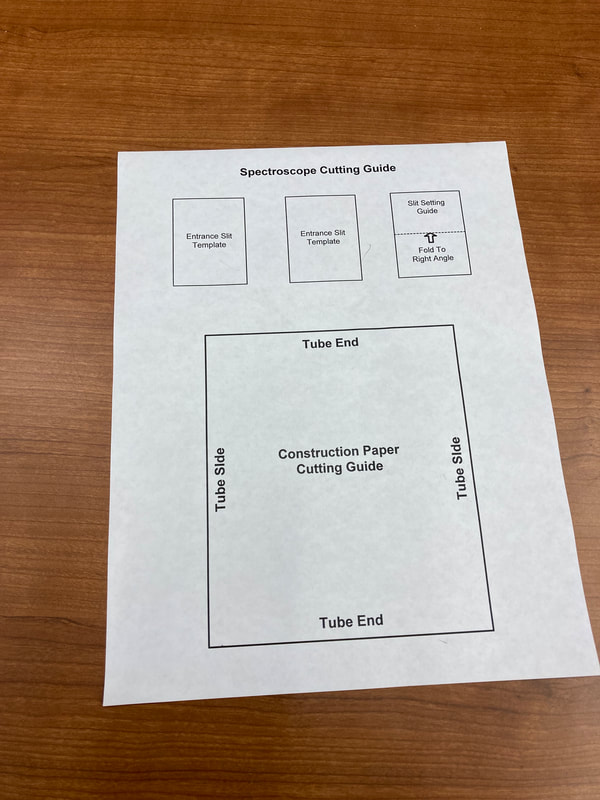 Spectroscope Cutting Guide
Entrance Slit
Template
Entrance Slit
Template
Slit Setting
Guide
Fold To
Right Angle
Tube End
Construction Paper
Cutting Guide
Tube SIde
Tube SIde
Tube End